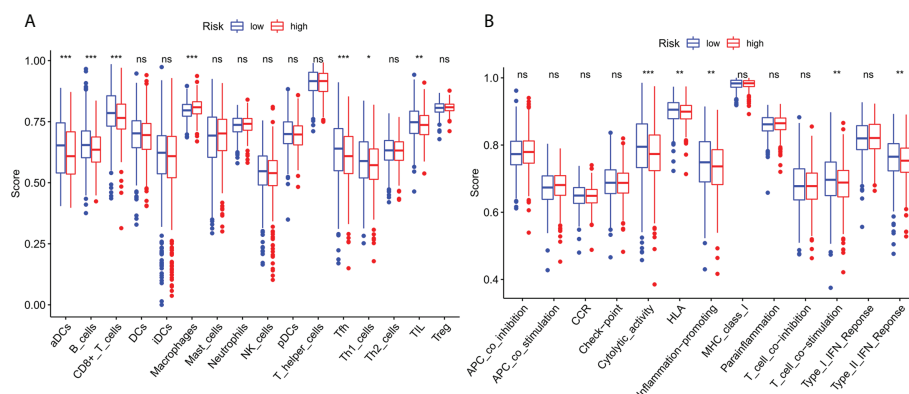 A
Risk low high
*** *** *** ns ns *** ns ns ns ns ns *** * ns ** ns
Score
1.00
0.75
0.50
0.25
0.00
aDCs
B_cells
CD8+_T_cells
DCs
iDCs
Macrophages
Mast_cells
Neutrophils
NK_cells
pDCs
T_helper_cells
Tfh
Th1_cells
Th2_cells
TIL
Treg
B
Risk low high
ns ns ns ns *** ** ** ns ns ns ** ns **
Score
1.0
0.8
0.6
0.4
APC_co_inhibition
APC_co_stimulation
CCR
Check-point
Cytolytic_activity
HLA
Inflammation-promoting
MHC_class_I
Parainflammation
T_cell_co-inhibition
T_cell_co-stimulation
Type_I_IFN_Reponse
Type_II_IFN_Reponse